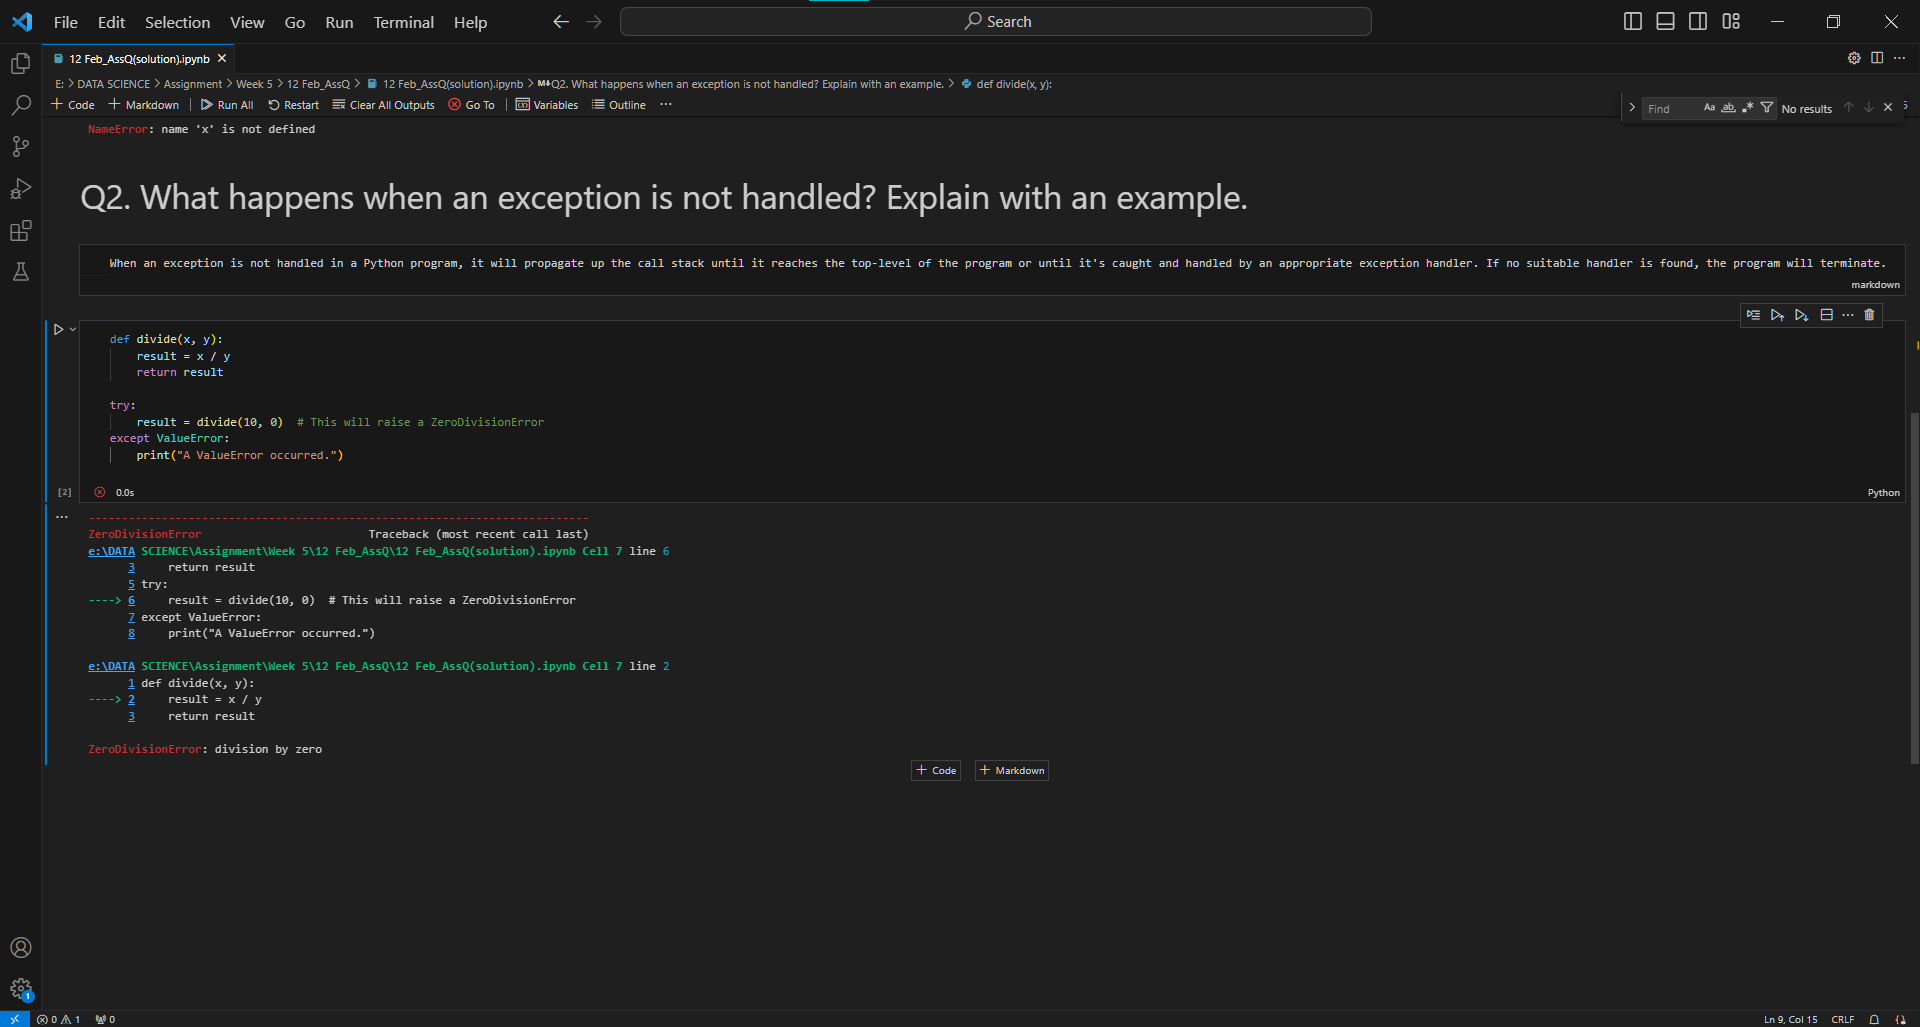 File Edit Selection View Go Run Terminal Help
Search
12 Feb_AssQ(solution).ipynb
E: > DATA SCIENCE > Assignment > Week 5 > 12 Feb_AssQ > 12 Feb_AssQ(solution).ipynb > M↓Q2. What happens when an exception is not handled? Explain with an example. > def divide(x, y):
+ Code + Markdown | Run All Restart Clear All Outputs Go To | Variables Outline ...
Find Aa ab No results
NameError: name 'x' is not defined
Q2. What happens when an exception is not handled? Explain with an example.
When an exception is not handled in a Python program, it will propagate up the call stack until it reaches the top-level of the program or until it's caught and handled by an appropriate exception handler. If no suitable handler is found, the program will terminate.
markdown
def divide(x, y):
    result = x / y
    return result
try:
    result = divide(10, 0)  # This will raise a ZeroDivisionError
except ValueError:
    print("A ValueError occurred.")
[2] 0.0s
Python
---------------------------------------------------------------------------
ZeroDivisionError                         Traceback (most recent call last)
e:\DATA SCIENCE\Assignment\Week 5\12 Feb_AssQ\12 Feb_AssQ(solution).ipynb Cell 7 line 6
      3     return result
      5 try:
----> 6     result = divide(10, 0)  # This will raise a ZeroDivisionError
      7 except ValueError:
      8     print("A ValueError occurred.")
e:\DATA SCIENCE\Assignment\Week 5\12 Feb_AssQ\12 Feb_AssQ(solution).ipynb Cell 7 line 2
      1 def divide(x, y):
----> 2     result = x / y
      3     return result
ZeroDivisionError: division by zero
+ Code + Markdown
1
0 1 0
Ln 9, Col 15 CRLF